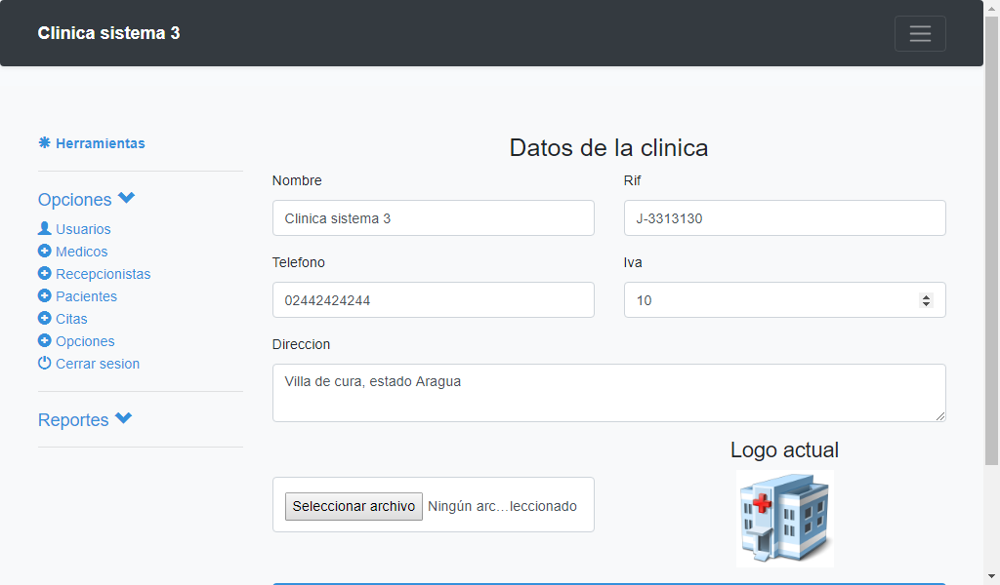 Clinica sistema 3
Herramientas
Opciones
Usuarios
Medicos
Recepcionistas
Pacientes
Citas
Opciones
Cerrar sesion
Reportes
Datos de la clinica
Nombre
Rif
Clinica sistema 3
J-3313130
Telefono
Iva
02442424244
10
Direccion
Villa de cura, estado Aragua
Logo actual
Seleccionar archivo Ningún arc...leccionado